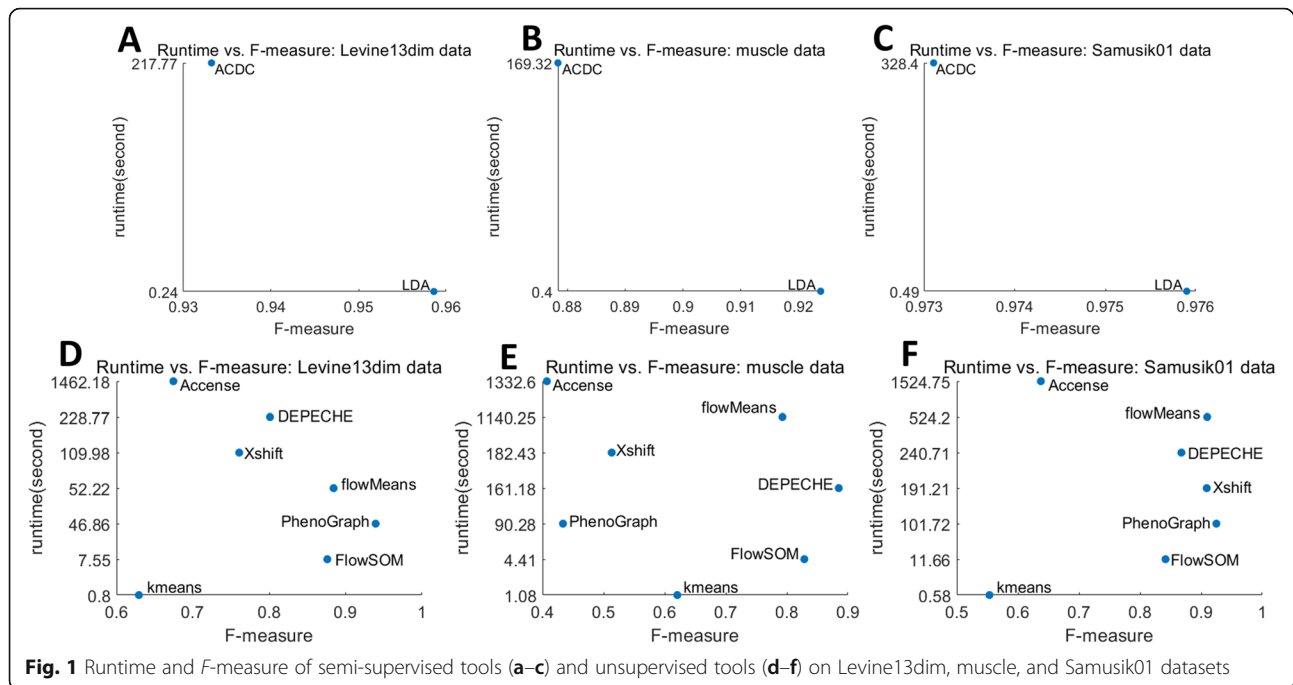 A
Runtime vs. F-measure: Levine13dim data
217.77
ACDC
runtime(second)
LDA
0.24
0.93 0.94 0.95 0.96
F-measure
B
Runtime vs. F-measure: muscle data
169.32
ACDC
runtime(second)
LDA
0.4
0.88 0.89 0.9 0.91 0.92
F-measure
C
Runtime vs. F-measure: Samusik01 data
328.4
ACDC
runtime(second)
LDA
0.49
0.973 0.974 0.975 0.976
F-measure
D
Runtime vs. F-measure: Levine13dim data
1462.18
Accense
228.77
DEPECHE
109.98
Xshift
runtime(second)
52.22
flowMeans
46.86
PhenoGraph
7.55
FlowSOM
kmeans
0.8
0.6 0.7 0.8 0.9 1
F-measure
E
Runtime vs. F-measure: muscle data
1332.6
Accense
flowMeans
1140.25
182.43
Xshift
runtime(second)
161.18
DEPECHE
90.28
PhenoGraph
4.41
FlowSOM
kmeans
1.08
0.4 0.5 0.6 0.7 0.8 0.9
F-measure
F
Runtime vs. F-measure: Samusik01 data
1524.75
Accense
524.2
flowMeans
240.71
DEPECHE
runtime(second)
191.21
Xshift
101.72
PhenoGraph
11.66
FlowSOM
kmeans
0.58
0.5 0.6 0.7 0.8 0.9 1
F-measure
Fig. 1 Runtime and F-measure of semi-supervised tools (a–c) and unsupervised tools (d–f) on Levine13dim, muscle, and Samusik01 datasets